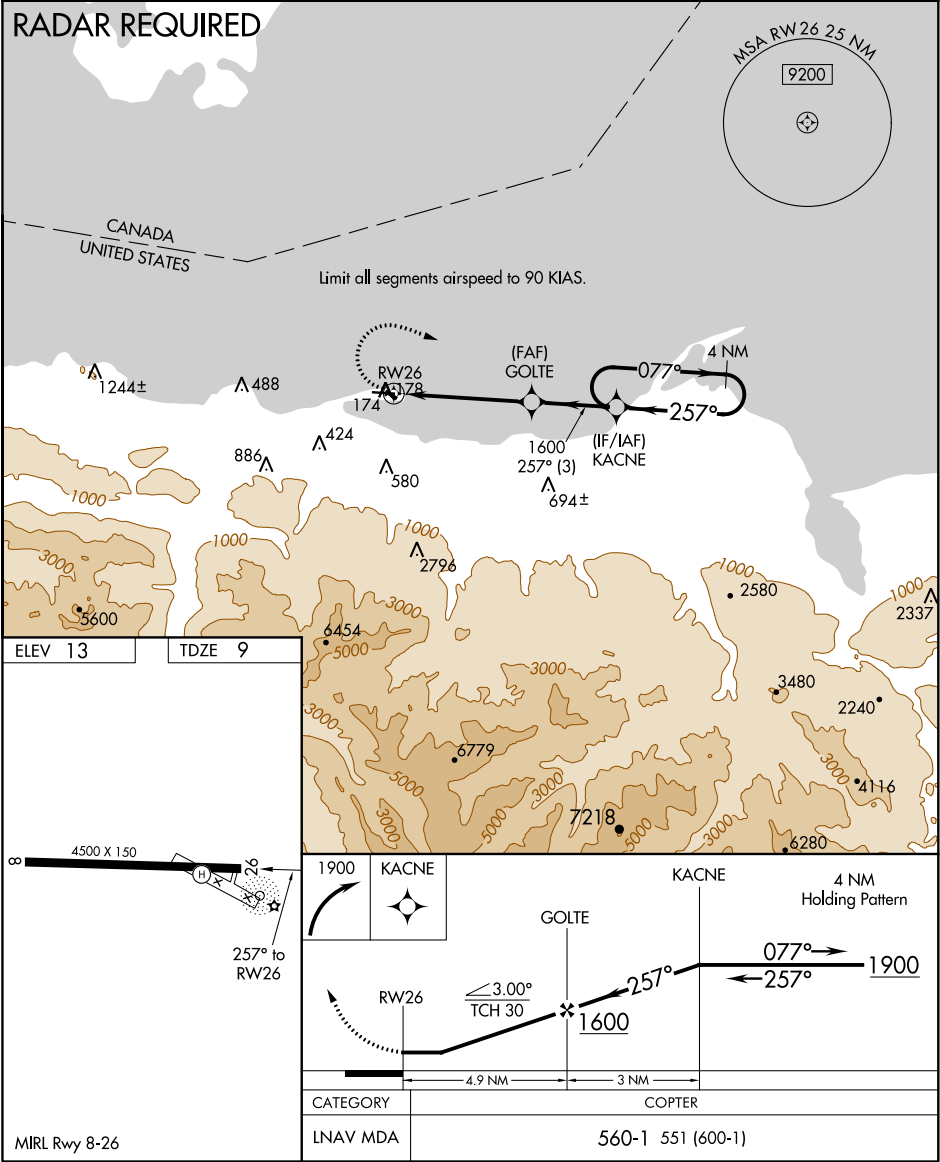 RADAR REQUIRED
MSA RW26 25 NM
9200
CANADA
UNITED STATES
Limit all segments airspeed to 90 KIAS.
(FAF)
GOLTE
4 NM
077°
257°
RW26
178
174
1244±
488
1600
257° (3)
(IF/IAF)
KACNE
424
886
580
694±
1000
1000
1000
1000
1000
2796
3000
3000
2580
2337
5600
6454
5000
3000
3480
2240
3000
6779
5000
5000
3000
7218
5000
3000
3000
4116
6280
ELEV 13
TDZE 9
8
4500 X 150
26
H
X
X
257° to
RW26
MIRL Rwy 8-26
1900
KACNE
KACNE
4 NM
Holding Pattern
GOLTE
077°
257°
1900
257°
RW26
3.00°
TCH 30
1600
4.9 NM
3 NM
CATEGORY
COPTER
LNAV MDA
560-1 551 (600-1)